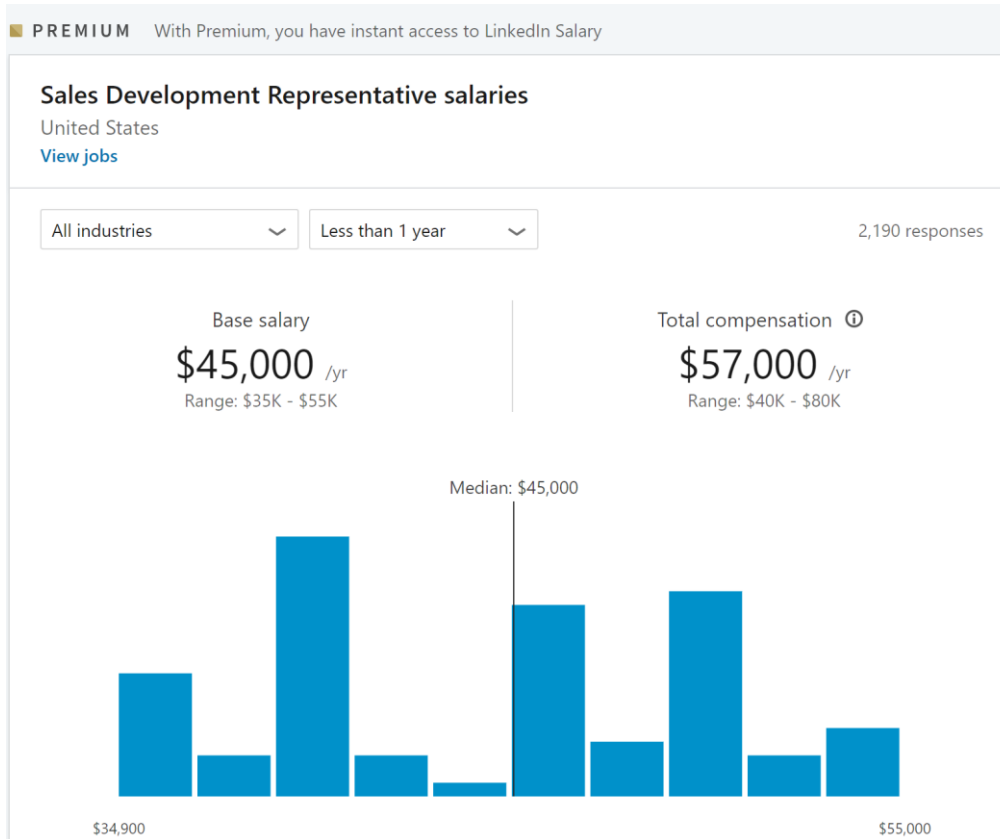 PREMIUM With Premium, you have instant access to LinkedIn Salary
Sales Development Representative salaries
United States
View jobs
All industries Less than 1 year 2,190 responses
Base salary Total compensation
$45,000 /yr $57,000 /yr
Range: $35K - $55K Range: $40K - $80K
Median: $45,000
$34,900 $55,000